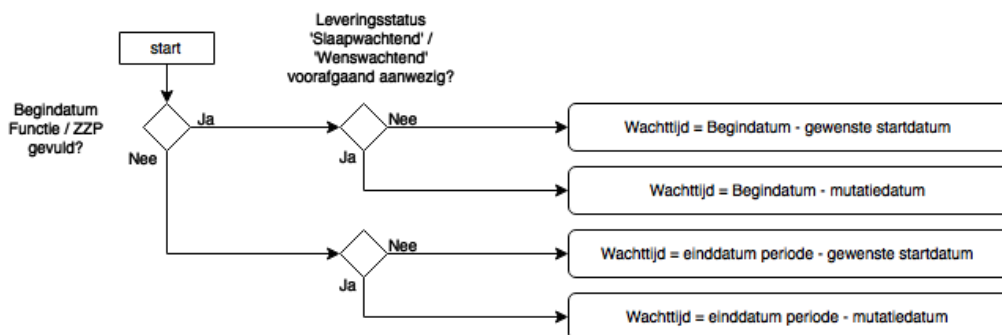 start
Leveringsstatus
'Slaapwachtend' /
'Wenswachtend'
voorafgaand aanwezig?
Begindatum
Functie / ZZP
gevuld?
Ja
Nee
Nee
Ja
Wachttijd = Begindatum - gewenste startdatum
Wachttijd = Begindatum - mutatiedatum
Nee
Ja
Wachttijd = einddatum periode - gewenste startdatum
Wachttijd = einddatum periode - mutatiedatum